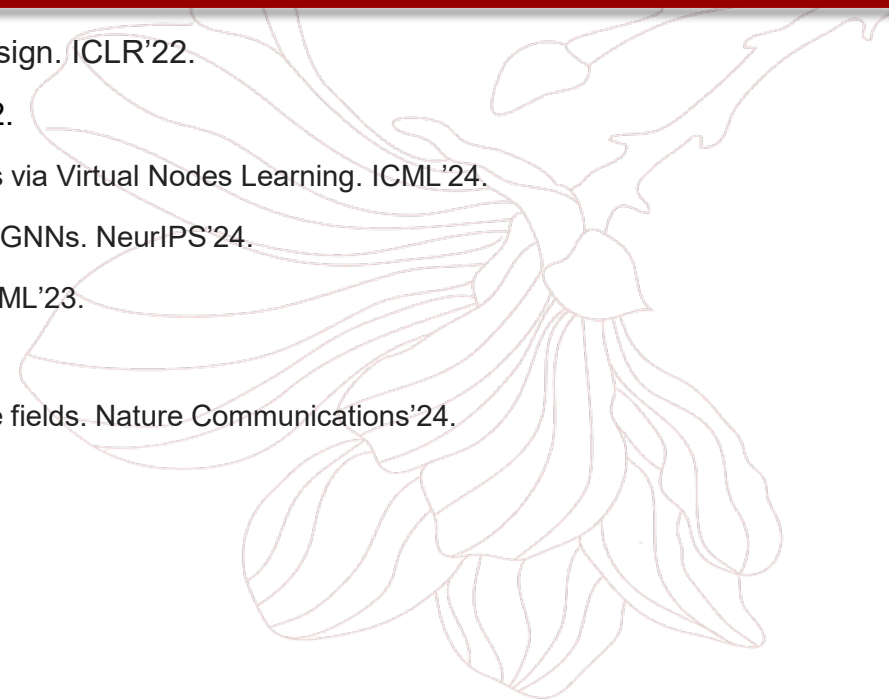 sign. ICLR’22.
2.
s via Virtual Nodes Learning. ICML’24.
GNNs. NeurIPS’24.
ML’23.
e fields. Nature Communications’24.